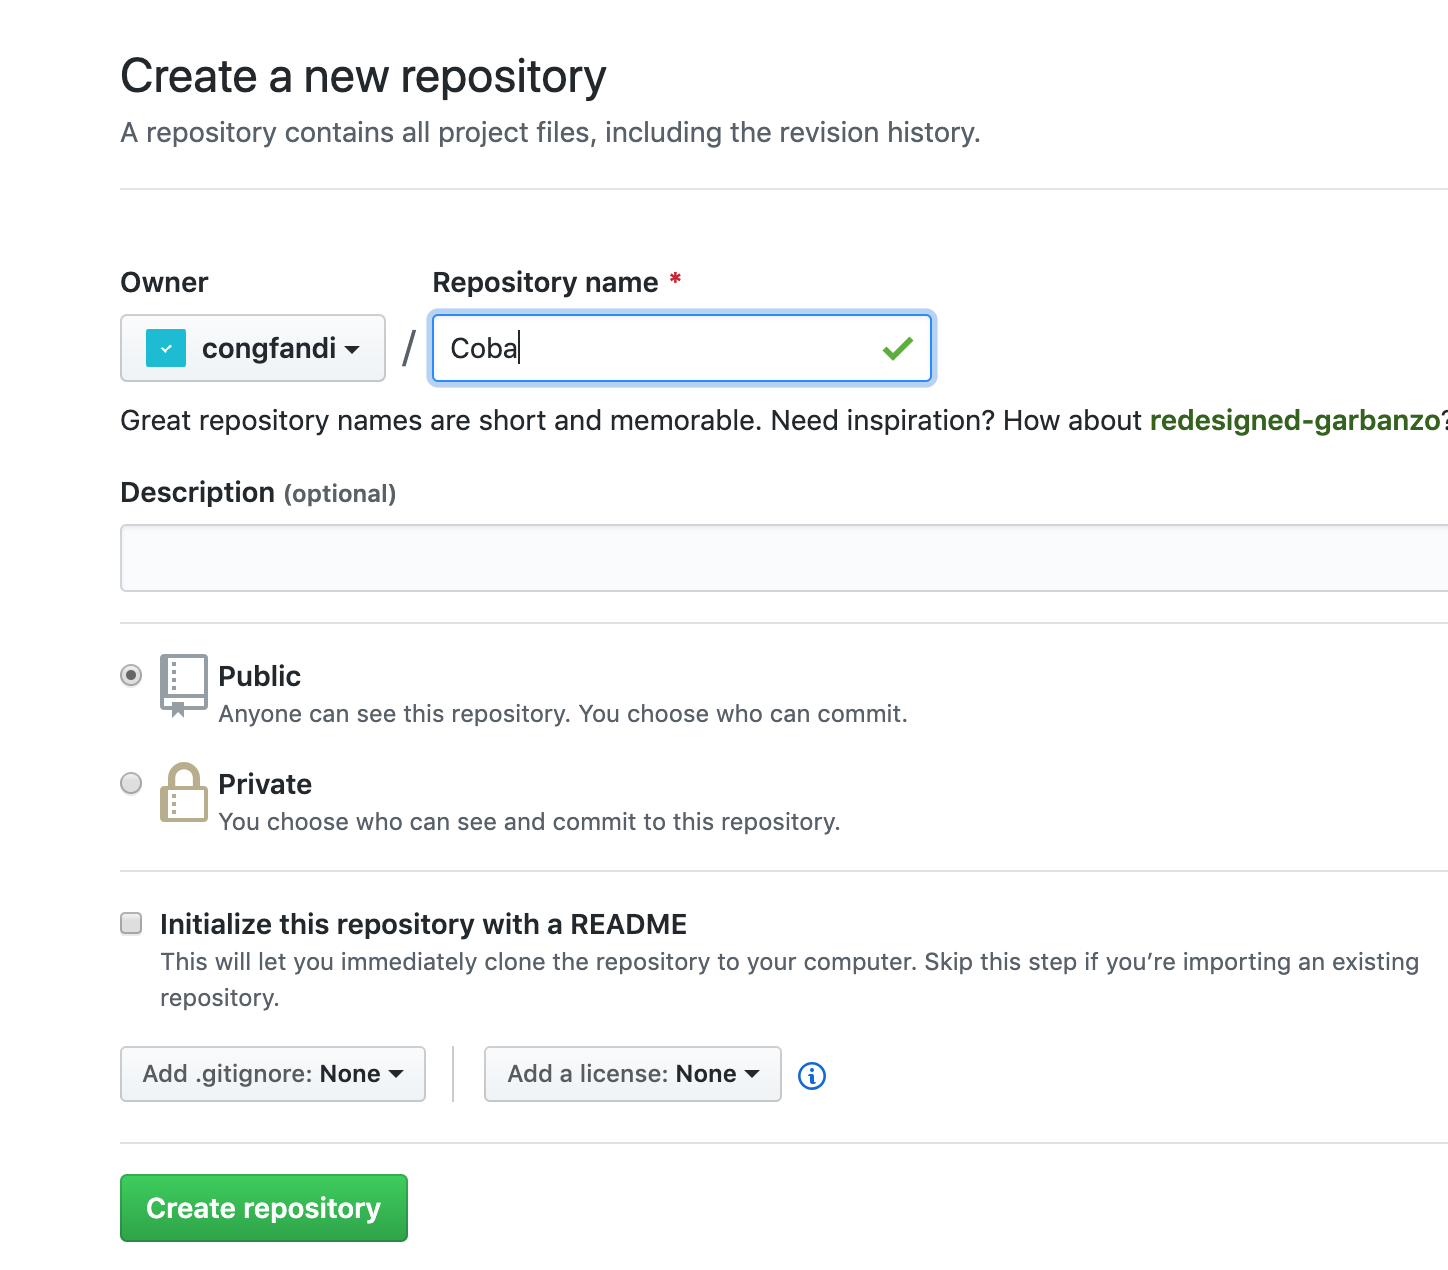 Create a new repository
A repository contains all project files, including the revision history.
Owner
Repository name *
congfandi
/
Coba
Great repository names are short and memorable. Need inspiration? How about redesigned-garbanzo?
Description (optional)
Public
Anyone can see this repository. You choose who can commit.
Private
You choose who can see and commit to this repository.
Initialize this repository with a README
This will let you immediately clone the repository to your computer. Skip this step if you’re importing an existing
repository.
Add .gitignore: None
Add a license: None
Create repository